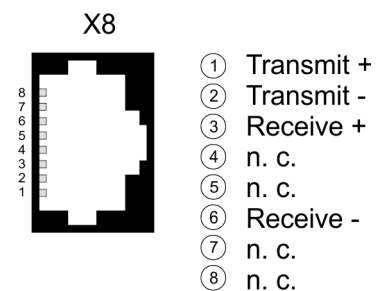 X8
8
7
6
5
4
3
2
1
1 Transmit +
2 Transmit -
3 Receive +
4 n. c.
5 n. c.
6 Receive -
7 n. c.
8 n. c.